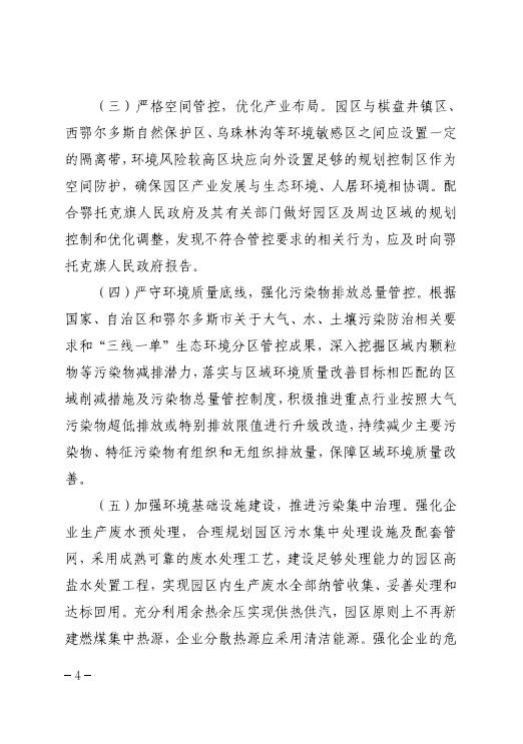 （三）严格空间管控，优化产业布局。园区与棋盘井镇区、
西鄂尔多斯自然保护区、乌珠林沟等环境敏感区之间应设置一定
的隔离带，环境风险较高区块应向外设置足够的规划控制区作为
空间防护，确保园区产业发展与生态环境、人居环境相协调。配
合鄂托克旗人民政府及其有关部门做好园区及周边区域的规划
控制和优化调整，发现不符合管控要求的相关行为，应及时向鄂
托克旗人民政府报告。
（四）严守环境质量底线，强化污染物排放总量管控。根据
国家、自治区和鄂尔多斯市关于大气、水、土壤污染防治相关要
求和“三线一单”生态环境分区管控成果，深入挖掘区域内颗粒
物等污染物减排潜力，落实与区域环境质量改善目标相匹配的区
域削减措施及污染物总量管控制度，积极推进重点行业按照大气
污染物超低排放或特别排放限值进行升级改造，持续减少主要污
染物、特征污染物有组织和无组织排放量，保障区域环境质量改
善。
（五）加强环境基础设施建设，推进污染集中治理。强化企
业生产废水预处理，合理规划园区污水集中处理设施及配套管
网，采用成熟可靠的废水处理工艺，建设足够处理能力的园区高
盐水处置工程，实现园区内生产废水全部纳管收集、妥善处理和
达标回用。充分利用余热余压实现供热供汽，园区原则上不再新
建燃煤集中热源，企业分散热源应采用清洁能源。强化企业的危
－4－